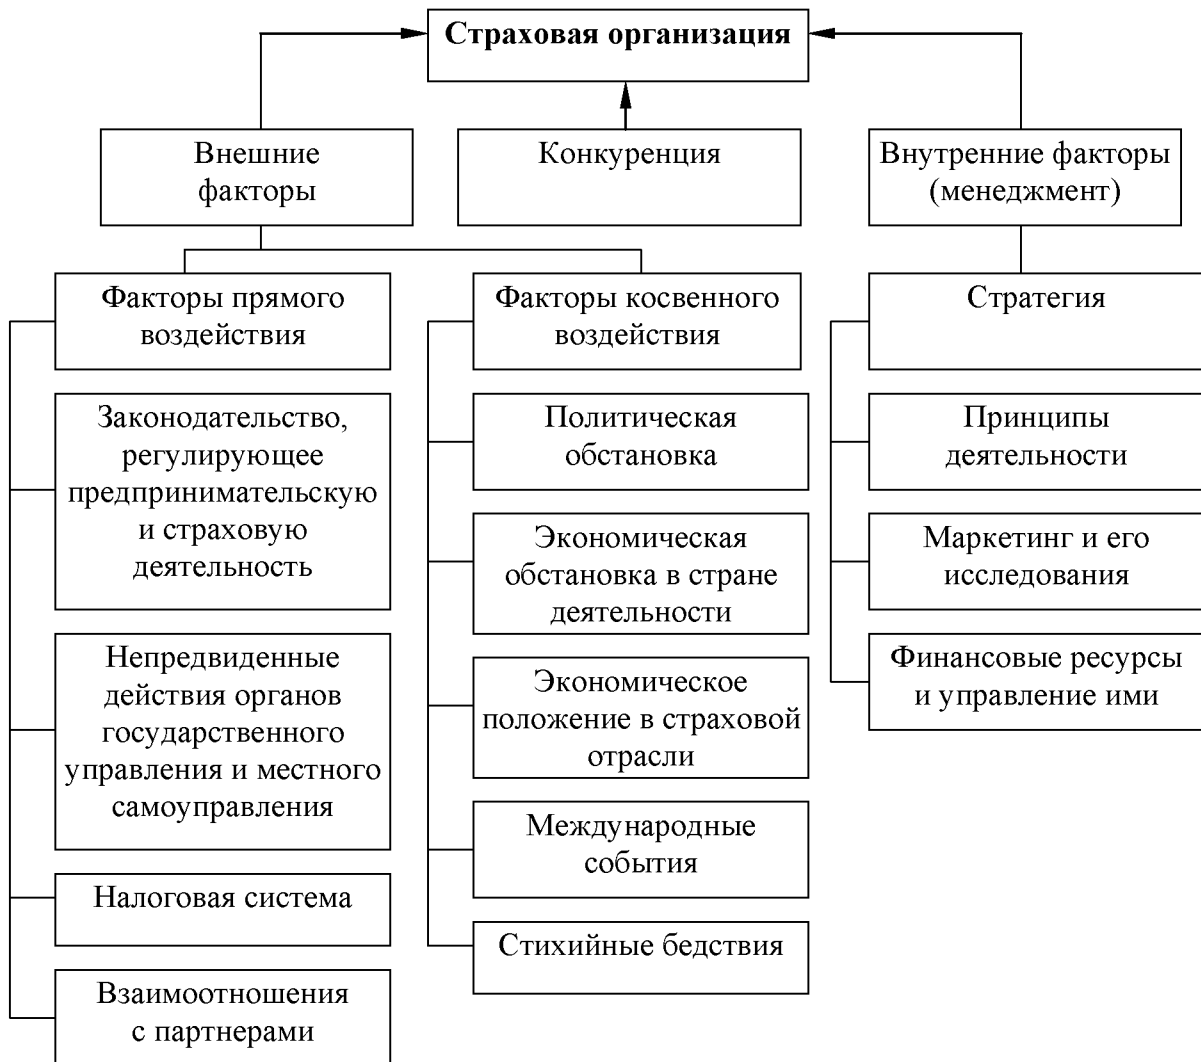 Страховая организация
Внешние
факторы
Конкуренция
Внутренние факторы
(менеджмент)
Факторы прямого
воздействия
Законодательство,
регулирующее
предпринимательскую
и страховую
деятельность
Непредвиденные
действия органов
государственного
управления и местного
самоуправления
Налоговая система
Взаимоотношения
с партнерами
Факторы косвенного
воздействия
Политическая
обстановка
Экономическая
обстановка в стране
деятельности
Экономическое
положение в страховой
отрасли
Международные
события
Стихийные бедствия
Стратегия
Принципы
деятельности
Маркетинг и его
исследования
Финансовые ресурсы
и управление ими